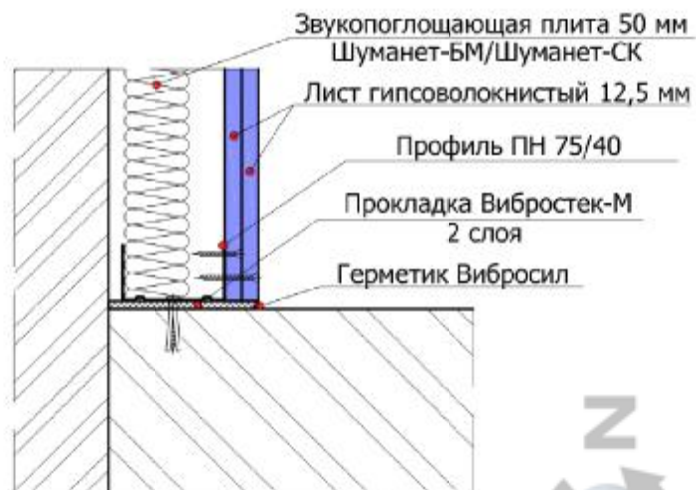 Звукопоглощающая плита 50 мм
Шуманет-БМ/Шуманет-СК
Лист гипсоволокнистый 12,5 мм
Профиль ПН 75/40
Прокладка Вибростек-М
2 слоя
Герметик Вибросил
N